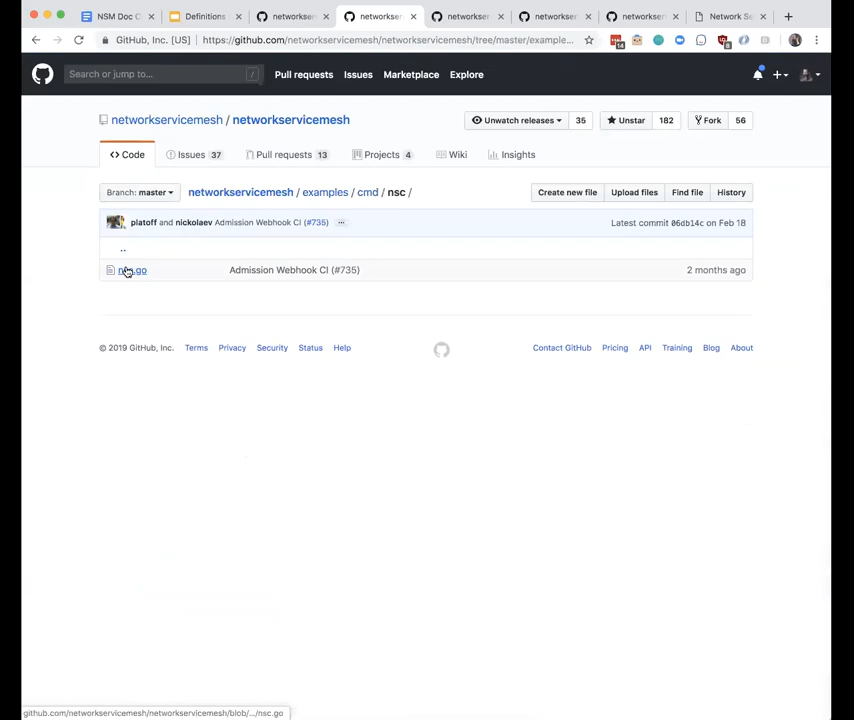 NSM Doc C
Definitions
networkser
networkser
networkser
networkser
networkser
Network Se
GitHub, Inc. [US] | https://github.com/networkservicemesh/networkservicemesh/tree/master/example...
14
8
Search or jump to...
/
Pull requests
Issues
Marketplace
Explore
networkservicemesh / networkservicemesh
Unwatch releases
35
Unstar
182
Fork
56
Code
Issues 37
Pull requests 13
Projects 4
Wiki
Insights
Branch: master
networkservicemesh / examples / cmd / nsc /
Create new file
Upload files
Find file
History
platoff and nickolaev Admission Webhook CI (#735) ...
Latest commit 06db14c on Feb 18
..
nsc.go
Admission Webhook CI (#735)
2 months ago
© 2019 GitHub, Inc.
Terms
Privacy
Security
Status
Help
Contact GitHub
Pricing
API
Training
Blog
About
github.com/networkservicemesh/networkservicemesh/blob/.../nsc.go